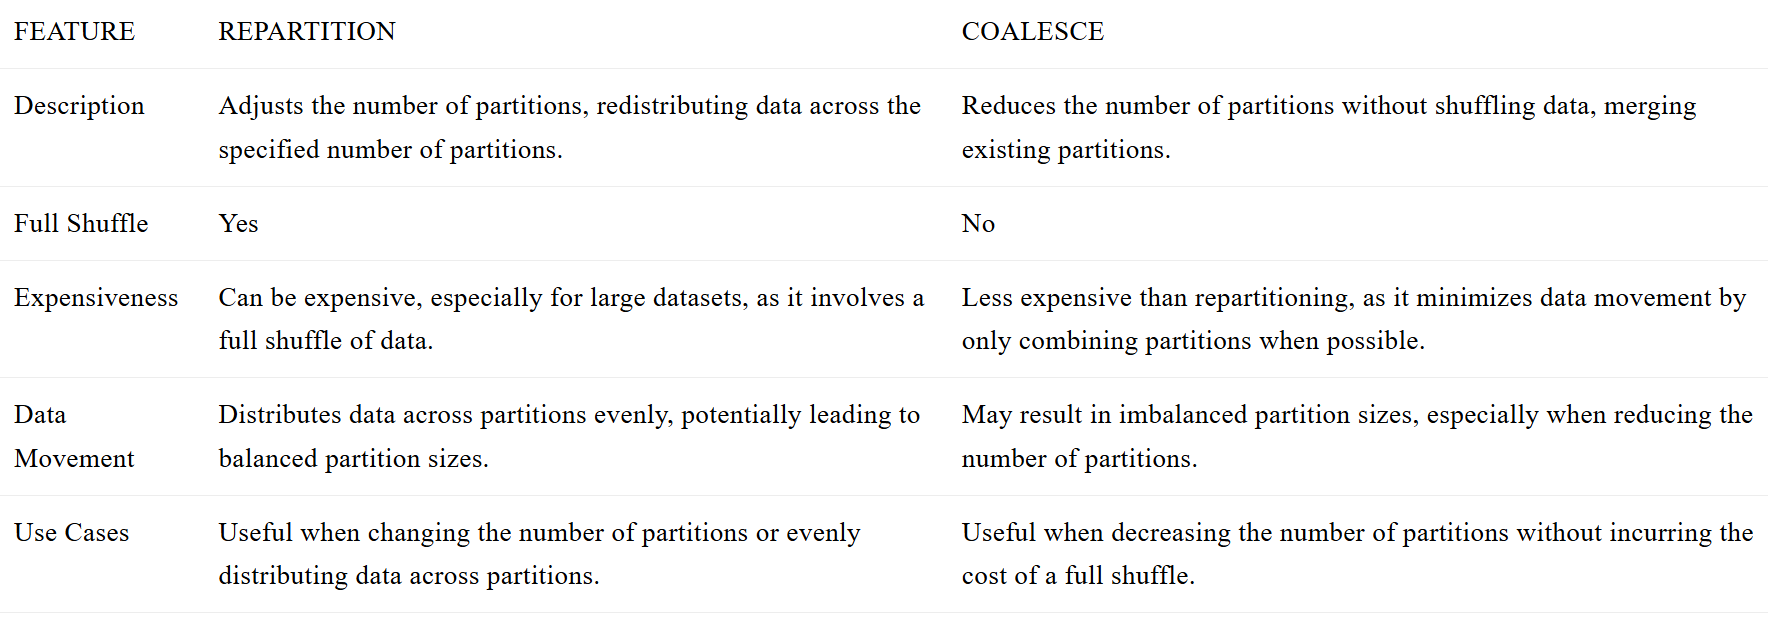 FEATURE REPARTITION COALESCE
Description Adjusts the number of partitions, redistributing data across the Reduces the number of partitions without shuffling data, merging
specified number of partitions. existing partitions.
Full Shuffle Yes No
Expensiveness Can be expensive, especially for large datasets, as it involves a Less expensive than repartitioning, as it minimizes data movement by
full shuffle of data. only combining partitions when possible.
Data Distributes data across partitions evenly, potentially leading to May result in imbalanced partition sizes, especially when reducing the
Movement balanced partition sizes. number of partitions.
Use Cases Useful when changing the number of partitions or evenly Useful when decreasing the number of partitions without incurring the
distributing data across partitions. cost of a full shuffle.